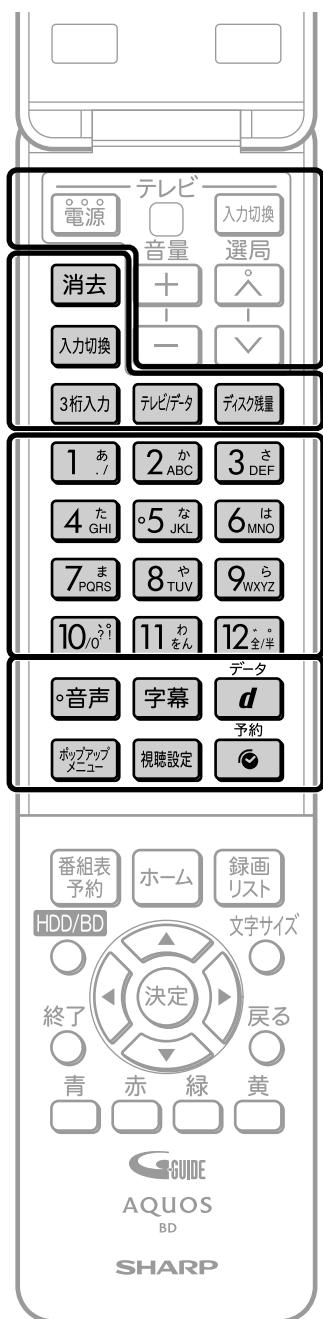 テレビ
電源
入力切換
音量 選局
消去
+
入力切換
−
3桁入力 テレビ/データ ディスク残量
1 あ ./ 2 か ABC 3 さ DEF
4 た GHI 5 な JKL 6 は MNO
7 ま PQRS 8 や TUV 9 ら WXYZ
10/0 ?! 11 わ をん 12 ゛゜ 全/半
データ
音声 字幕 d
予約
ポップアップ
メニュー
視聴設定
番組表
予約
ホーム
録画
リスト
HDD/BD 文字サイズ
決定
終了 戻る
青 赤 緑 黄
G-GUIDE
AQUOS
BD
SHARP